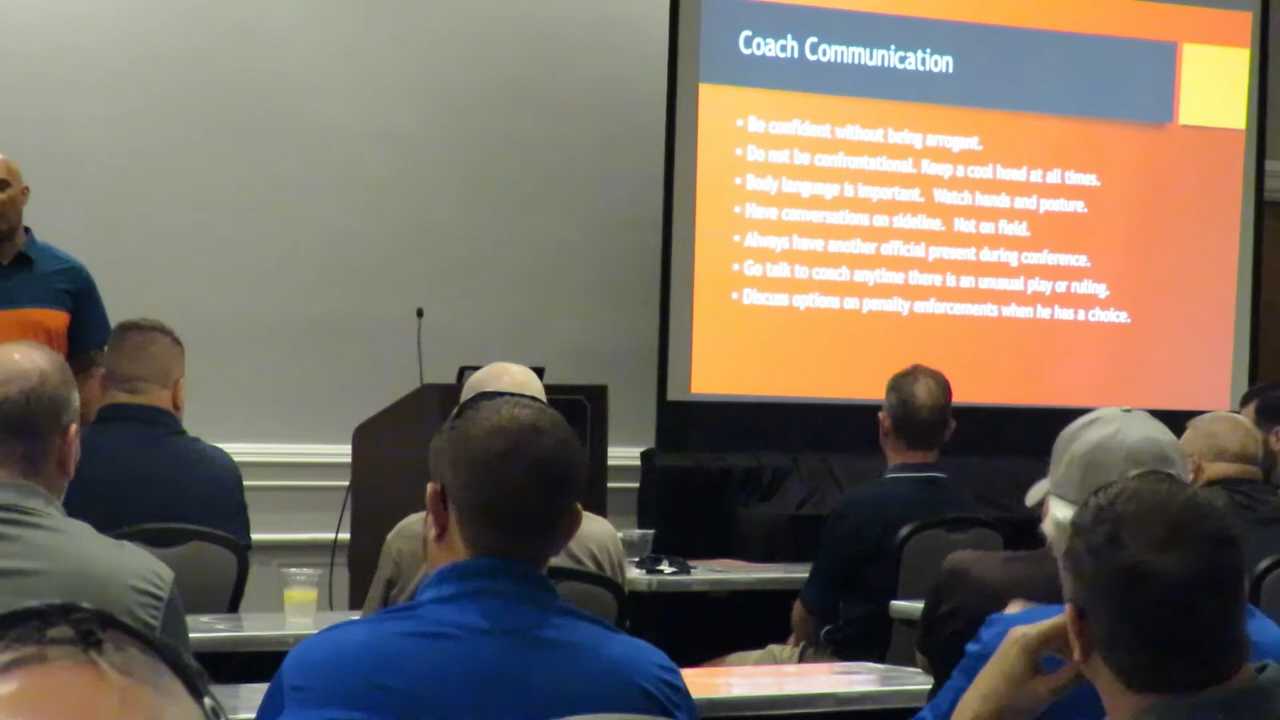 Coach Communication
• Be confident without being arrogant.
• Do not be confrontational. Keep a cool head at all times.
• Body language is important. Watch hands and posture.
• Have conversations on sideline. Not on field.
• Always have another official present during conference.
• Go talk to coach anytime there is an unusual play or ruling.
• Discuss options on penalty enforcements when he has a choice.